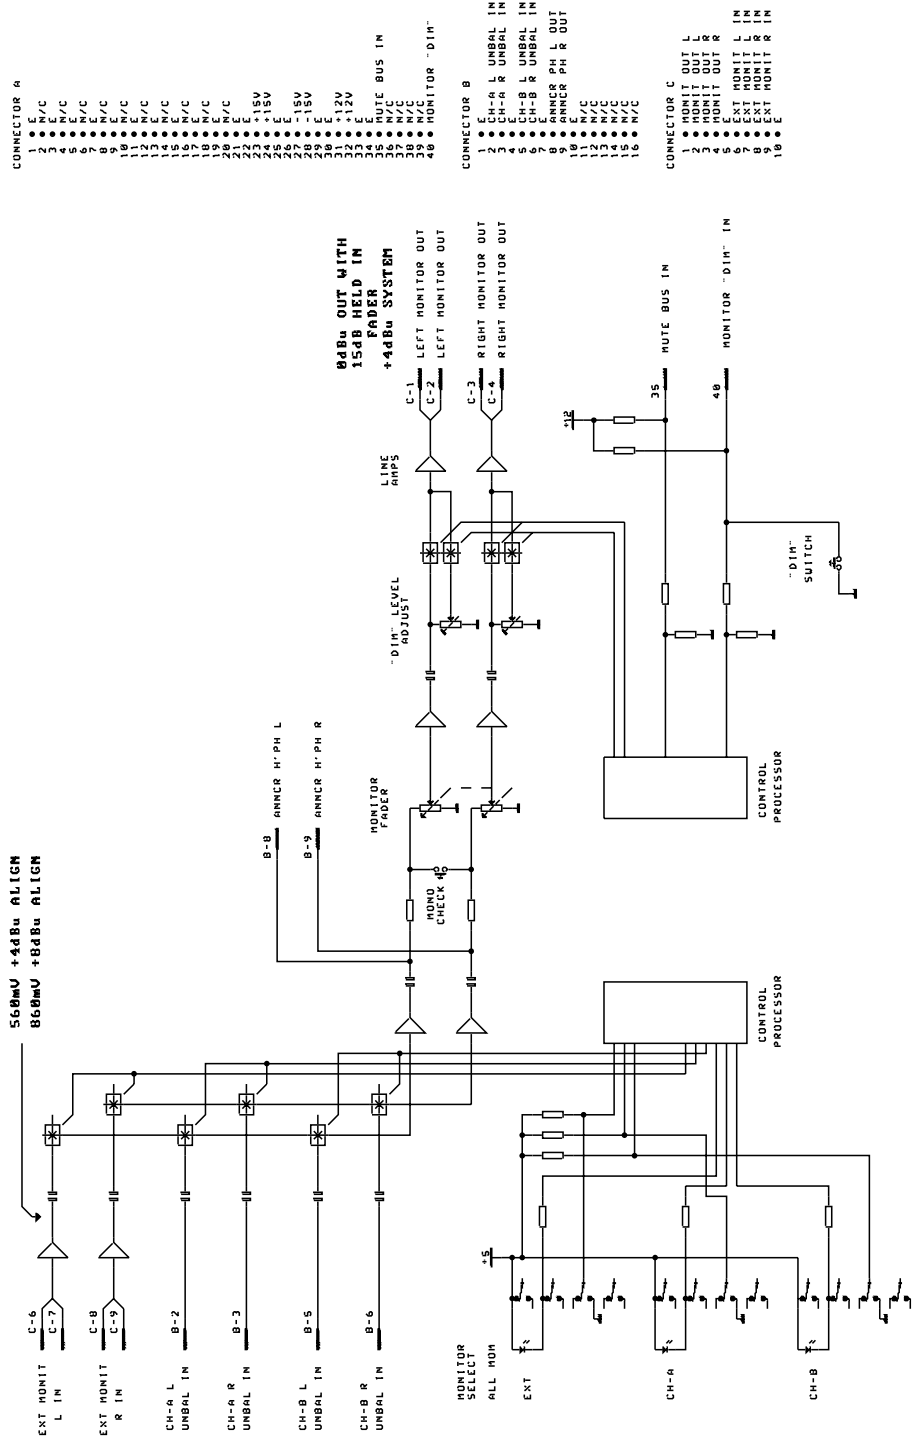 EXT MONIT
L IN
EXT MONIT
R IN
CH-A L
UNBAL IN
CH-A R
UNBAL IN
CH-B L
UNBAL IN
CH-B R
UNBAL IN
C-6
C-7
C-8
C-9
B-2
B-3
B-5
B-6
560mV +4dBu ALIGN
860mV +8dBu ALIGN
B-8 ANNCR H'PH L
B-9 ANNCR H'PH R
MONO
CHECK
MONITOR
FADER
"DIM" LEVEL
ADJUST
LINE
AMPS
0dBu OUT WITH
15dB HELD IN
FADER
+4dBu SYSTEM
C-1 LEFT MONITOR OUT
C-2 LEFT MONITOR OUT
C-3 RIGHT MONITOR OUT
C-4 RIGHT MONITOR OUT
+12
35 MUTE BUS IN
40 MONITOR "DIM" IN
"DIM"
SWITCH
CONTROL
PROCESSOR
CONTROL
PROCESSOR
MONITOR
SELECT
ALL MOM
+5
EXT
CH-A
CH-B
CONNECTOR A
1 E
2 N/C
3 E
4 N/C
5 E
6 N/C
7 E
8 N/C
9 E
10 N/C
11 E
12 N/C
13 E
14 N/C
15 E
16 N/C
17 E
18 N/C
19 E
20 N/C
21 E
22 E
23 +15V
24 +15V
25 E
26 E
27 -15V
28 -15V
29 E
30 E
31 +12V
32 +12V
33 E
34 E
35 MUTE BUS IN
36 N/C
37 N/C
38 N/C
39 N/C
40 MONITOR "DIM"
CONNECTOR B
1 E
2 CH-A L UNBAL IN
3 CH-A R UNBAL IN
4 E
5 CH-B L UNBAL IN
6 CH-B R UNBAL IN
7 E
8 ANNCR PH L OUT
9 ANNCR PH R OUT
10 E
11 N/C
12 N/C
13 N/C
14 N/C
15 N/C
16 N/C
CONNECTOR C
1 MONIT OUT L
2 MONIT OUT L
3 MONIT OUT R
4 MONIT OUT R
5 E
6 EXT MONIT L IN
7 EXT MONIT L IN
8 EXT MONIT R IN
9 EXT MONIT R IN
10 E